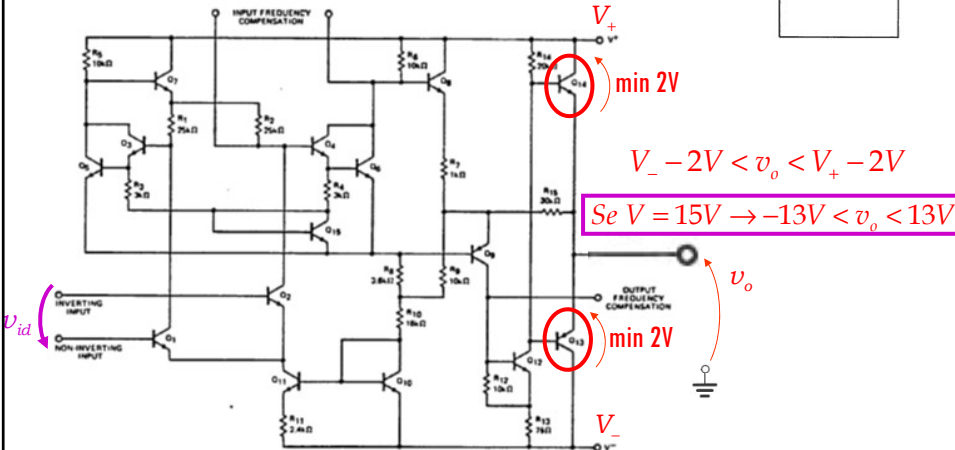 INPUT FREQUENCY
COMPENSATION
V+
V+
R5
10kΩ
R6
10kΩ
R14
20kΩ
Q7
Q8
Q14
min 2V
R1
25kΩ
R2
25kΩ
Q3
Q4
Q5
Q6
R7
1kΩ
V_ − 2V < vo < V+ − 2V
R3
3kΩ
R4
3kΩ
R15
30kΩ
Se V = 15V → −13V < vo < 13V
Q15
Q9
R8
3.6kΩ
R9
10kΩ
vo
OUTPUT
FREQUENCY
COMPENSATION
INVERTING
INPUT
Q2
R10
18kΩ
vid
NON-INVERTING
INPUT
Q1
Q13
min 2V
Q12
Q11
Q10
R12
10kΩ
R11
2.4kΩ
R13
75Ω
V_
V−